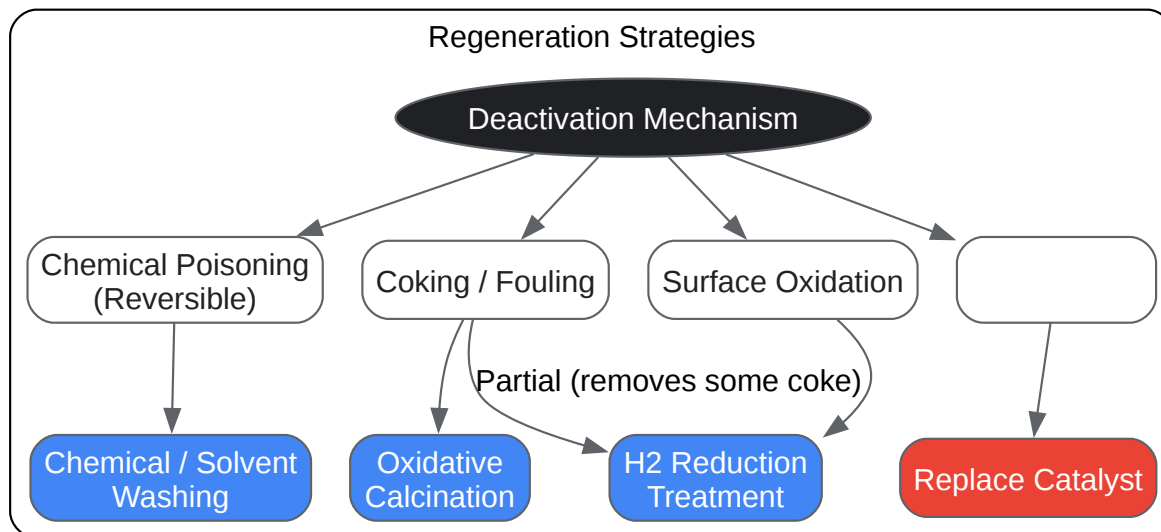 Regeneration Strategies
Deactivation Mechanism
Chemical Poisoning
(Reversible)
Coking / Fouling
Surface Oxidation
Partial (removes some coke)
Chemical / Solvent
Washing
Oxidative
Calcination
H2 Reduction
Treatment
Replace Catalyst